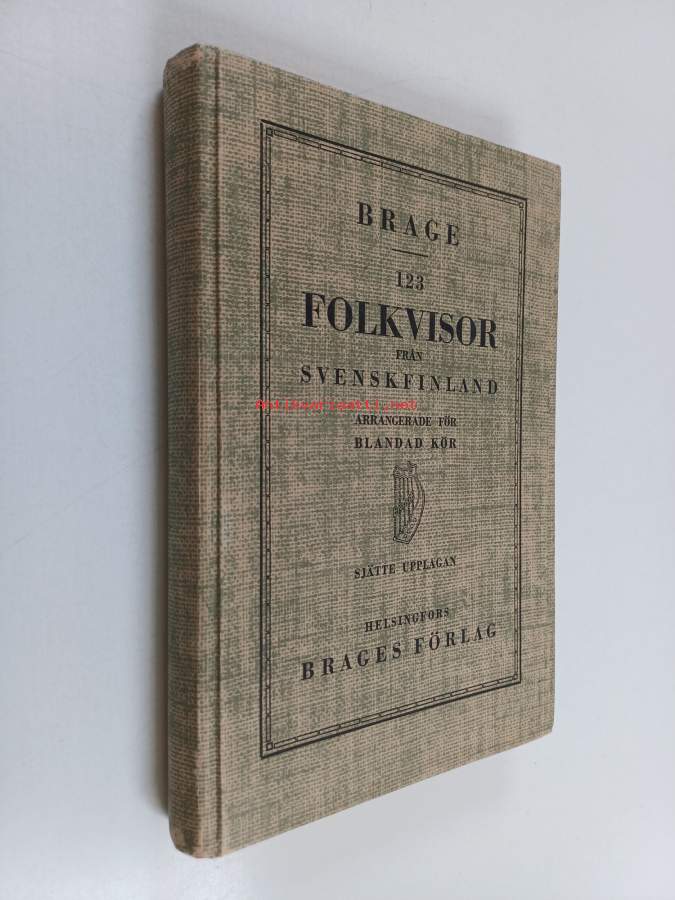 BRAGE
123
FOLKVISOR
FRÅN
SVENSKFINLAND
ARRANGERADE FÖR
BLANDAD KÖR
SJÄTTE UPPLAGAN
HELSINGFORS
BRAGES FÖRLAG